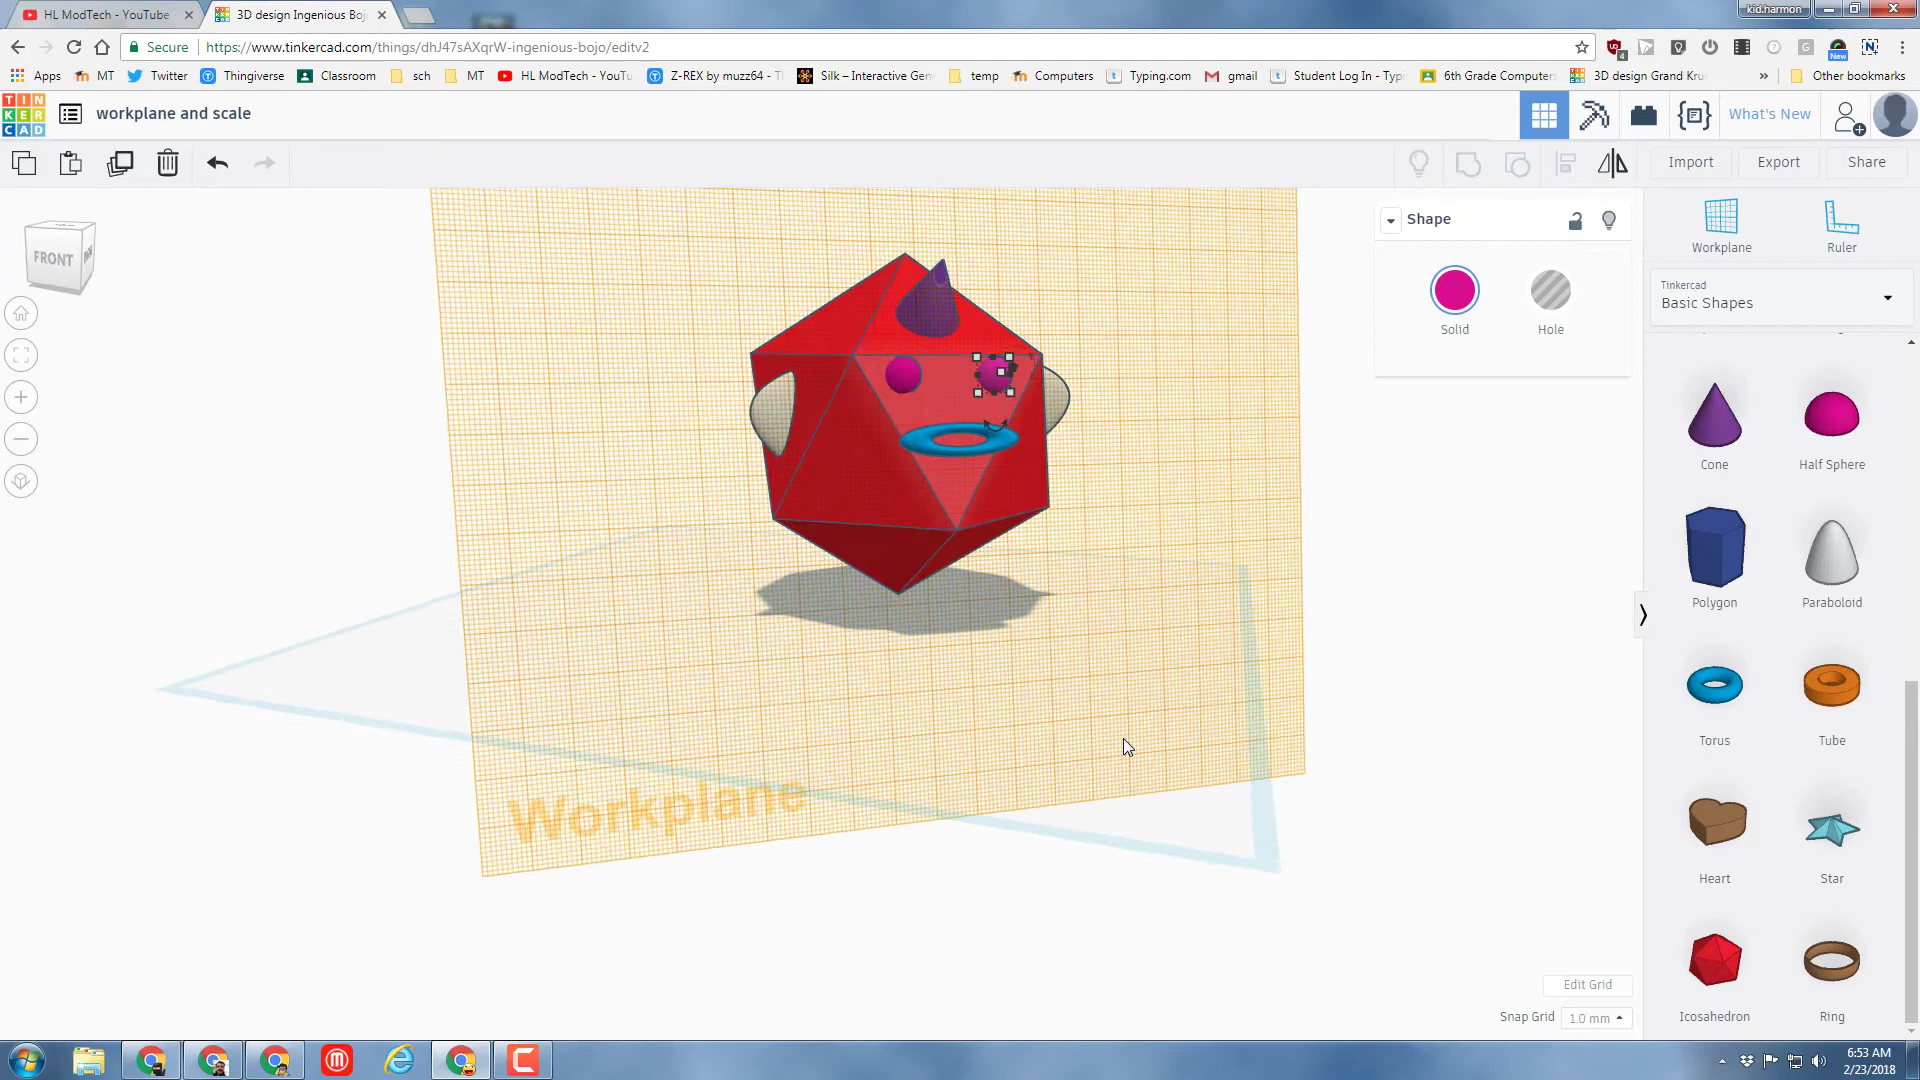 HL ModTech - YouTube
3D design Ingenious Boj
kid.harmon
Secure https://www.tinkercad.com/things/dhJ47sAXqrW-ingenious-bojo/editv2
4
New
Apps MT Twitter Thingiverse Classroom sch MT HL ModTech - YouTu Z-REX by muzz64 - T Silk – Interactive Gen temp Computers Typing.com gmail Student Log In - Typi 6th Grade Computers 3D design Grand Kru » Other bookmarks
TIN
KER
CAD
workplane and scale
What's New
Import Export Share
FRONT
Shape
Solid Hole
Workplane Ruler
Tinkercad
Basic Shapes
Cone Half Sphere
Polygon Paraboloid
Torus Tube
Heart Star
Icosahedron Ring
Workplane
Edit Grid
Snap Grid 1.0 mm
6:53 AM
2/23/2018